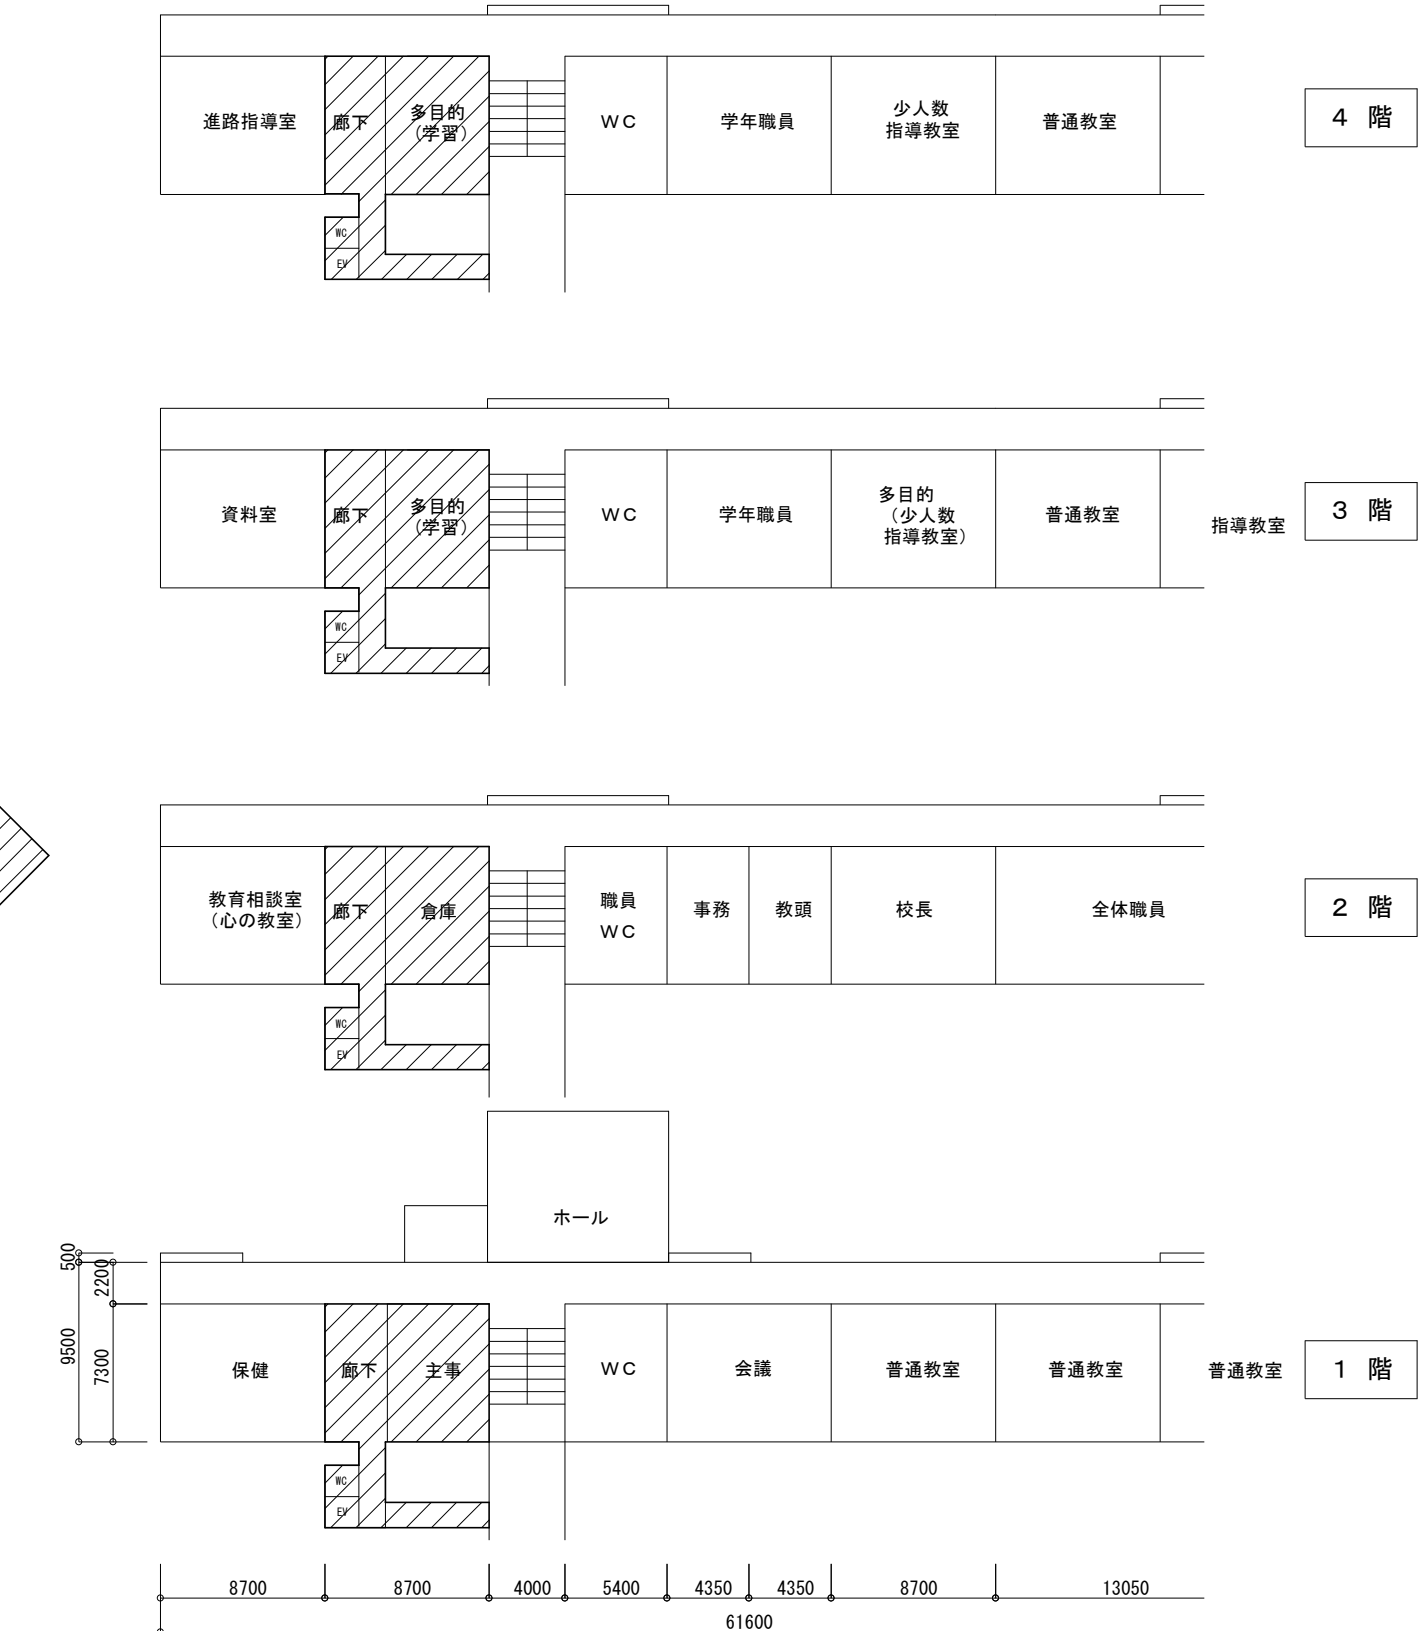 進路指導室
廊下
多目的
(学習)
ＷＣ
学年職員
少人数
指導教室
普通教室
４ 階
WC
EV
資料室
廊下
多目的
(学習)
ＷＣ
学年職員
多目的
(少人数
指導教室)
普通教室
指導教室
３ 階
WC
EV
教育相談室
(心の教室)
廊下
倉庫
職員
ＷＣ
事務
教頭
校長
全体職員
２ 階
WC
EV
ホール
500
2200
9500
7300
保健
廊下
主事
ＷＣ
会議
普通教室
普通教室
普通教室
１ 階
WC
EV
8700
8700
4000
5400
4350
4350
8700
13050
61600